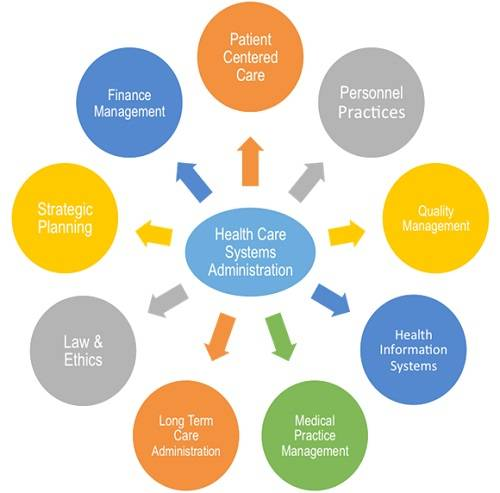 Patient
Centered
Care
Personnel
Practices
Quality
Management
Health
Information
Systems
Medical
Practice
Management
Long Term
Care
Administration
Law &
Ethics
Strategic
Planning
Finance
Management
Health Care
Systems
Administration